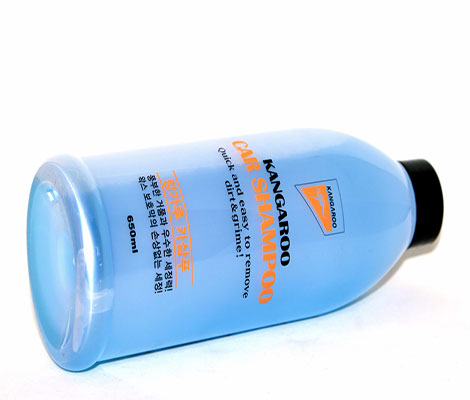 KANGAROO
KANGAROO
CAR SHAMPOO
Quick and easy to remove
dirt&grime!
캉가루 카샴푸
풍부한 거품과 우수한 세정력!
왁스 보호막의 손상없는 세정!
650ml